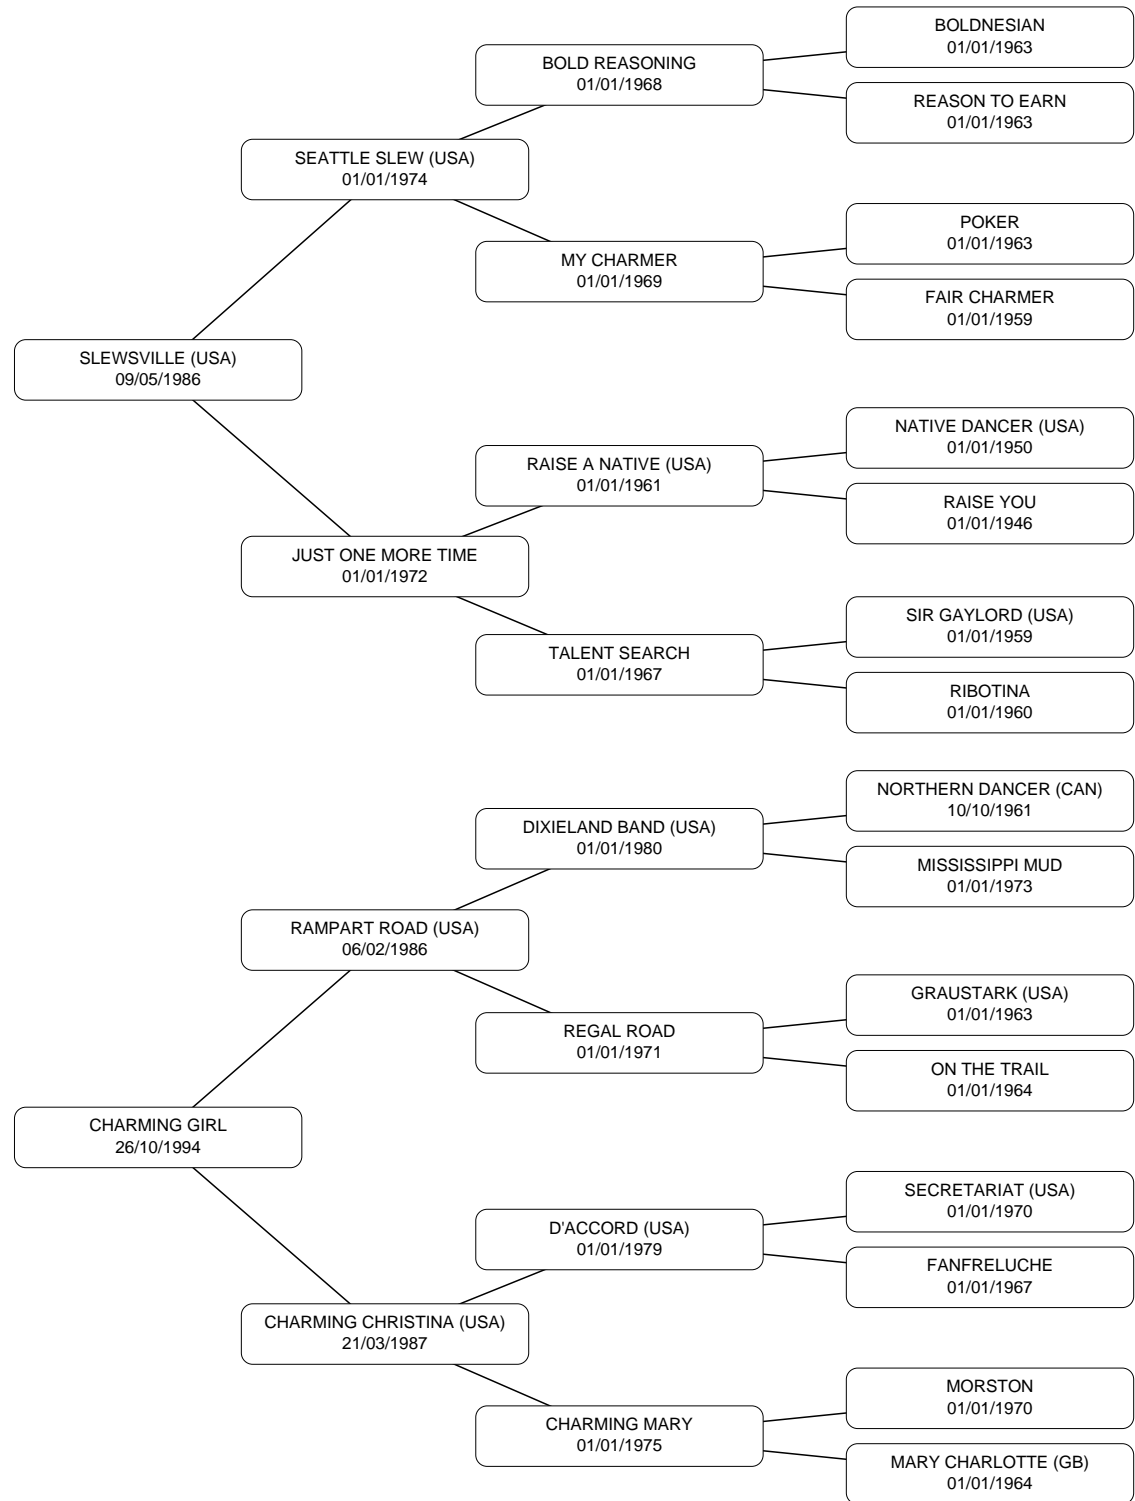 BOLDNESIAN
01/01/1963
BOLD REASONING
01/01/1968
REASON TO EARN
01/01/1963
SEATTLE SLEW (USA)
01/01/1974
POKER
01/01/1963
MY CHARMER
01/01/1969
FAIR CHARMER
01/01/1959
SLEWSVILLE (USA)
09/05/1986
NATIVE DANCER (USA)
01/01/1950
RAISE A NATIVE (USA)
01/01/1961
RAISE YOU
01/01/1946
JUST ONE MORE TIME
01/01/1972
SIR GAYLORD (USA)
01/01/1959
TALENT SEARCH
01/01/1967
RIBOTINA
01/01/1960
NORTHERN DANCER (CAN)
10/10/1961
DIXIELAND BAND (USA)
01/01/1980
MISSISSIPPI MUD
01/01/1973
RAMPART ROAD (USA)
06/02/1986
GRAUSTARK (USA)
01/01/1963
REGAL ROAD
01/01/1971
ON THE TRAIL
01/01/1964
CHARMING GIRL
26/10/1994
SECRETARIAT (USA)
01/01/1970
D'ACCORD (USA)
01/01/1979
FANFRELUCHE
01/01/1967
CHARMING CHRISTINA (USA)
21/03/1987
MORSTON
01/01/1970
CHARMING MARY
01/01/1975
MARY CHARLOTTE (GB)
01/01/1964